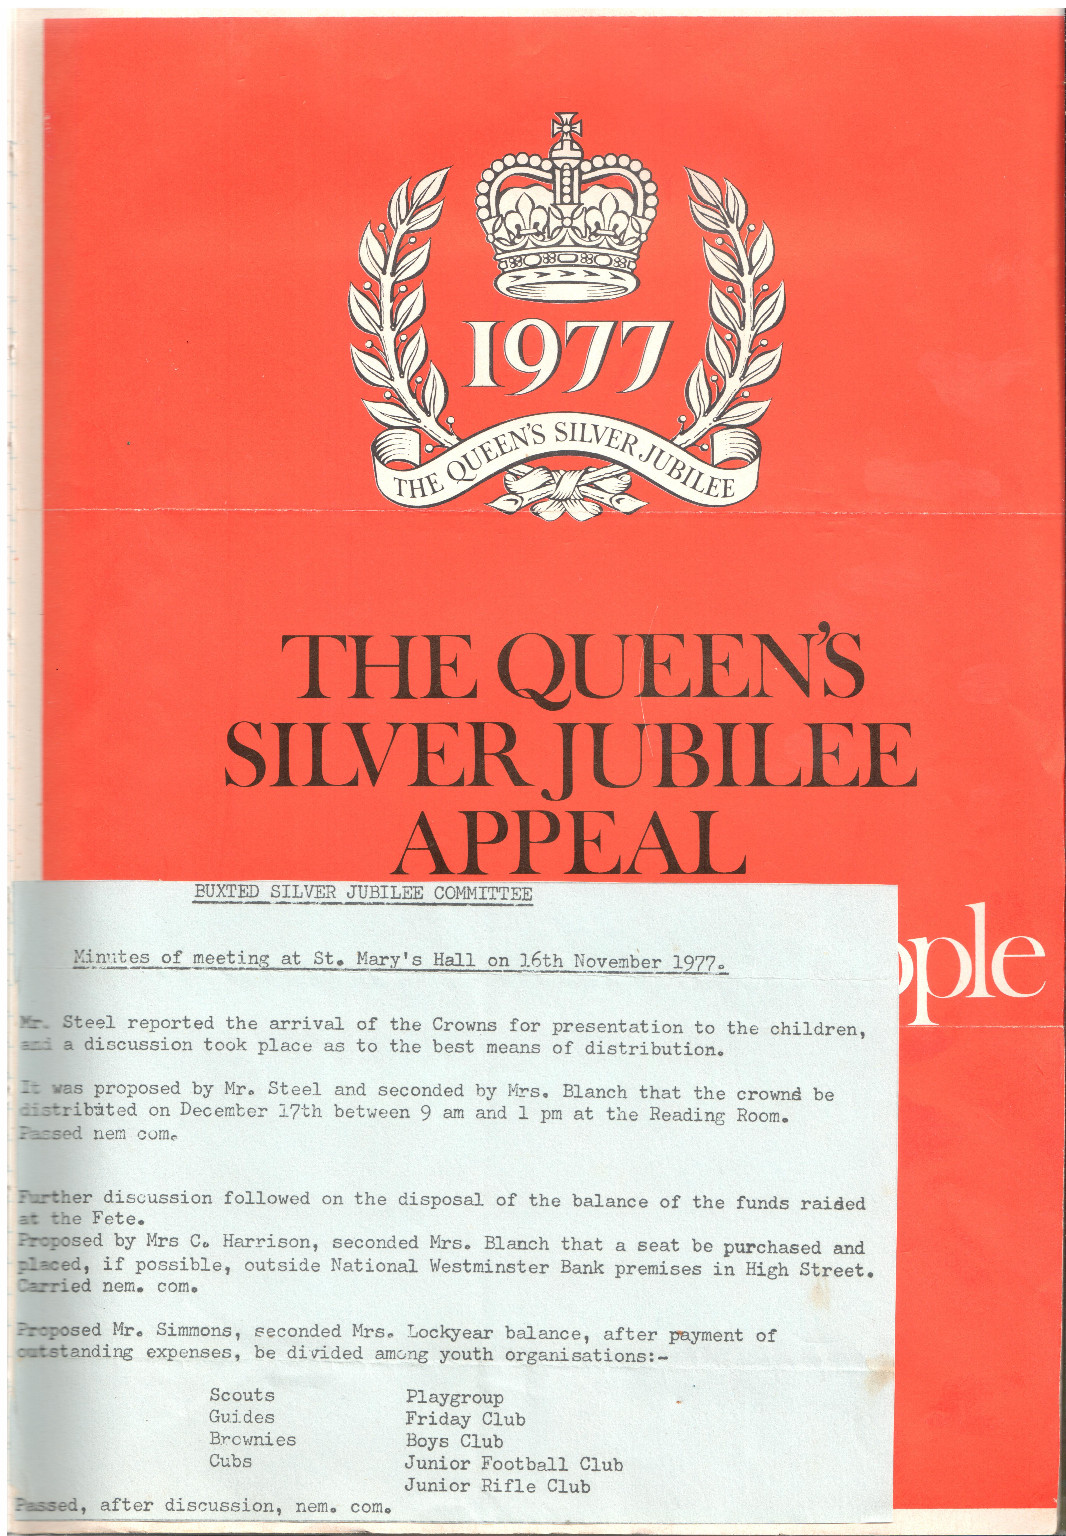 1977
THE QUEEN'S SILVER JUBILEE
THE QUEEN'S
SILVER JUBILEE
APPEAL
ople
BUXTED SILVER JUBILEE COMMITTEE
Minutes of meeting at St. Mary's Hall on 16th November 1977.
Mr. Steel reported the arrival of the Crowns for presentation to the children,
and a discussion took place as to the best means of distribution.
It was proposed by Mr. Steel and seconded by Mrs. Blanch that the crowns be
distributed on December 17th between 9 am and 1 pm at the Reading Room.
Passed nem com.
Further discussion followed on the disposal of the balance of the funds raised
at the Fete.
Proposed by Mrs C. Harrison, seconded Mrs. Blanch that a seat be purchased and
placed, if possible, outside National Westminster Bank premises in High Street.
Carried nem. com.
Proposed Mr. Simmons, seconded Mrs. Lockyear balance, after payment of
outstanding expenses, be divided among youth organisations:-
Scouts Playgroup
Guides Friday Club
Brownies Boys Club
Cubs Junior Football Club
Junior Rifle Club
Passed, after discussion, nem. com.